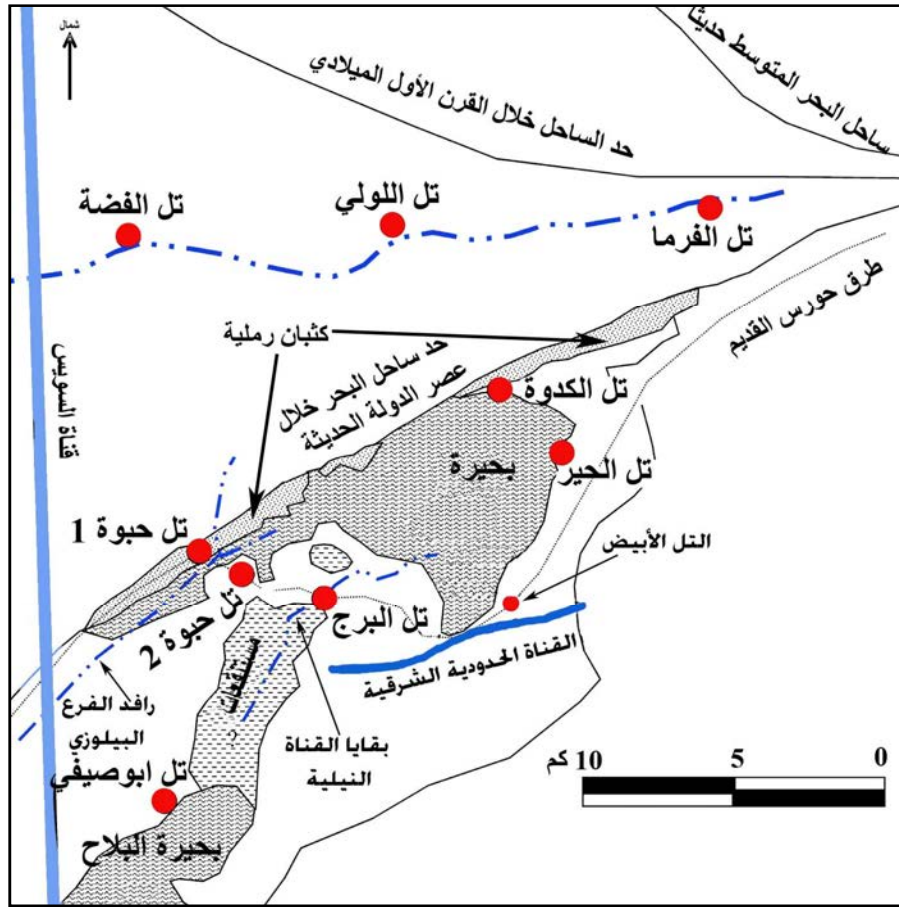 شمال
ساحل البحر المتوسط حديثا
حد الساحل خلال القرن الأول الميلادي
تل الفضة
تل اللولي
تل الفرما
طرق حورس القديم
كثبان رملية
حد ساحل البحر خلال
عصر الدولة الحديثة
قناة السويس
تل الكدوة
بحيرة
تل الحير
تل حبوة 1
تل حبوة 2
التل الأبيض
تل البرج
القناة الحدودية الشرقية
مستنقعات
؟
رافد الفرع
البيلوزي
بقايا القناة
النيلية
تل ابوصيفي
بحيرة البلاح
0
5
10 كم